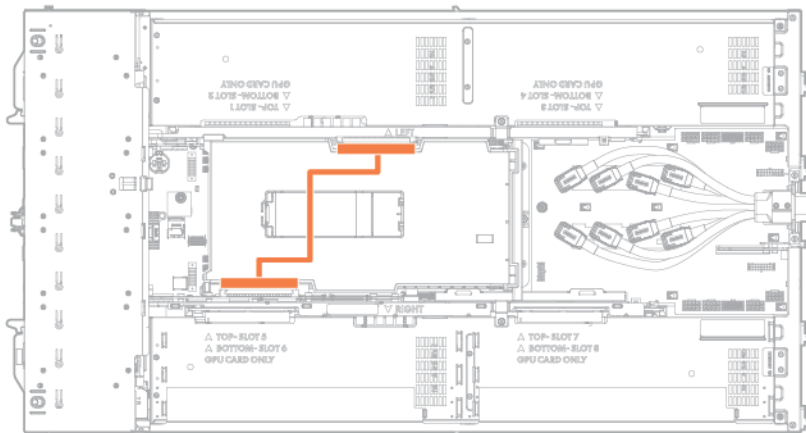 TOP- SLOT 1
BOTTOM- SLOT 2
GPU CARD ONLY
TOP- SLOT 3
BOTTOM- SLOT 4
GPU CARD ONLY
LEFT
RIGHT
△ TOP- SLOT 5
△ BOTTOM- SLOT 6
GPU CARD ONLY
△ TOP- SLOT 7
△ BOTTOM- SLOT 8
GPU CARD ONLY